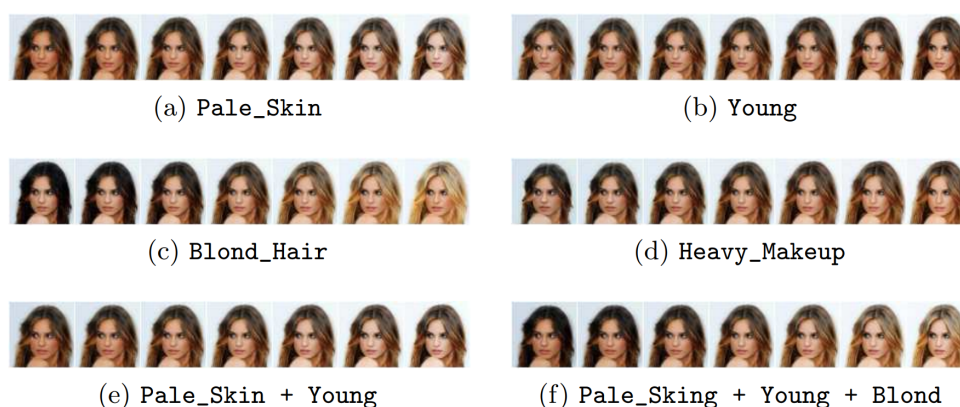 (a) Pale_Skin
(b) Young
(c) Blond_Hair
(d) Heavy_Makeup
(e) Pale_Skin + Young
(f) Pale_Sking + Young + Blond